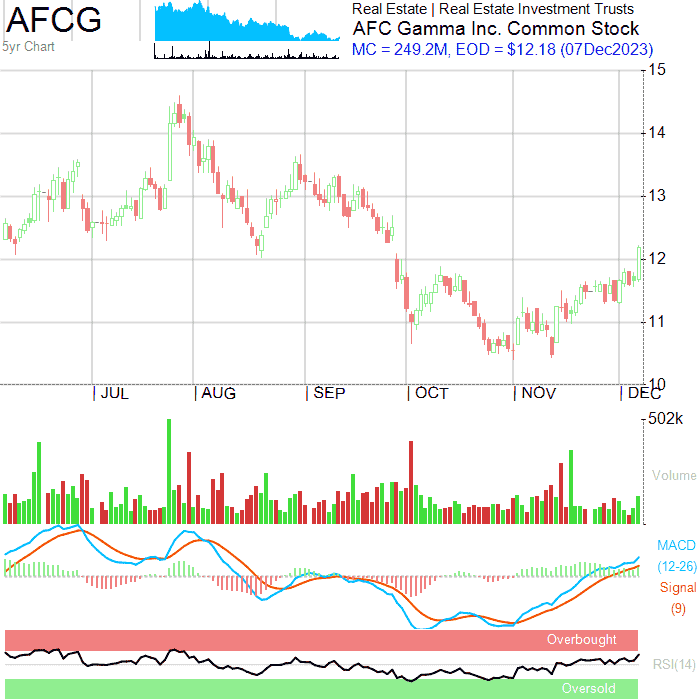 AFCG
5yr Chart
Real Estate | Real Estate Investment Trusts
AFC Gamma Inc. Common Stock
MC = 249.2M, EOD = $12.18 (07Dec2023)
15
14
13
12
11
10
JUL AUG SEP OCT NOV DEC
502k
Volume
MACD
(12-26)
Signal
(9)
Overbought
RSI(14)
Oversold